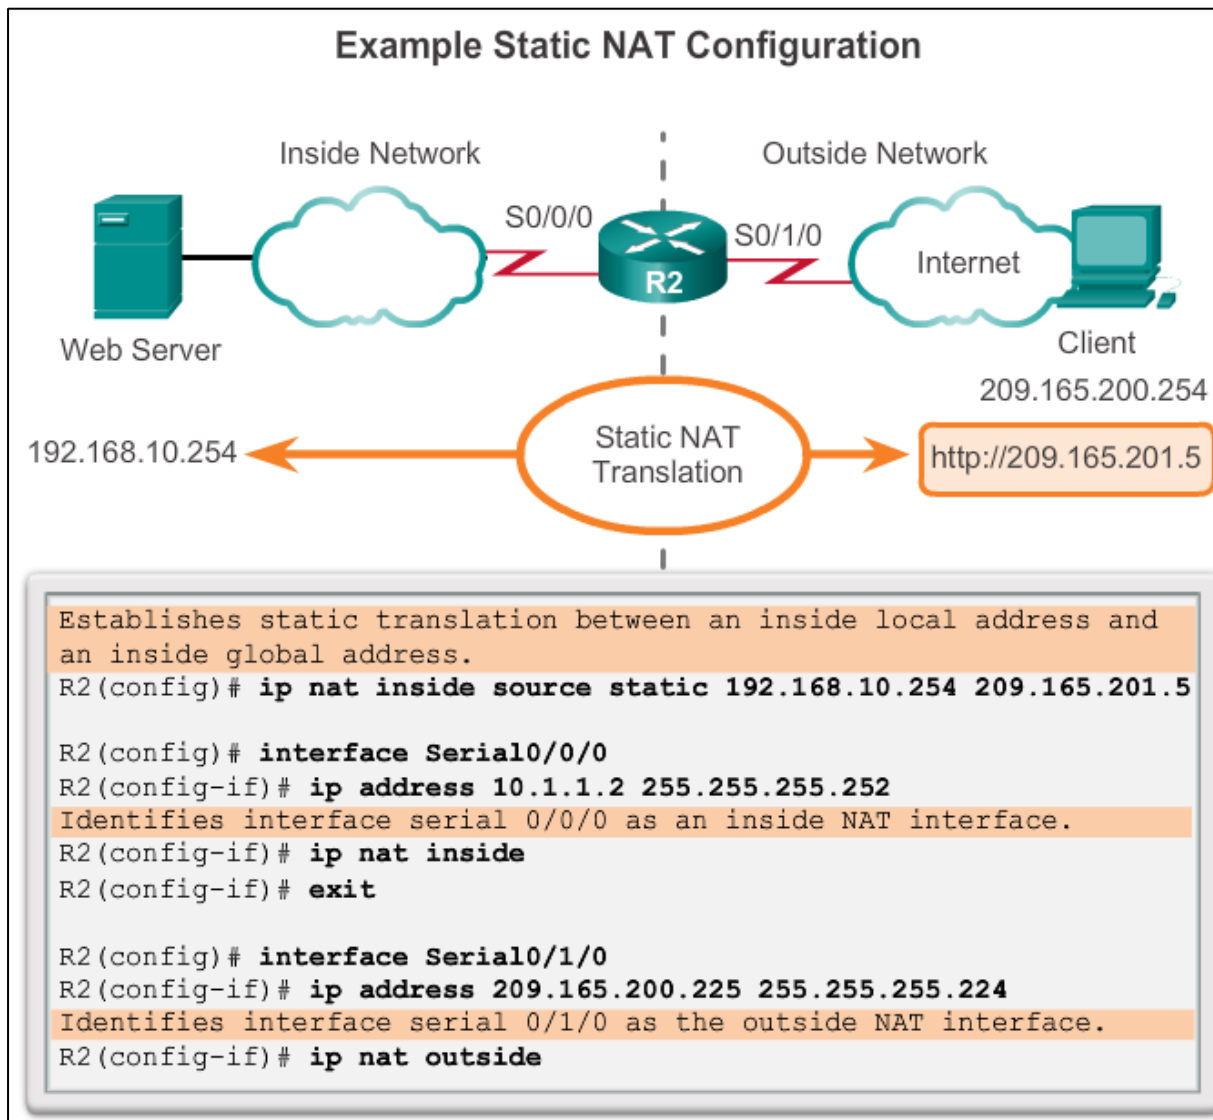 Example Static NAT Configuration
Inside Network
Outside Network
S0/0/0
S0/1/0
R2
Internet
Web Server
Client
209.165.200.254
192.168.10.254
Static NAT
Translation
http://209.165.201.5
Establishes static translation between an inside local address and
an inside global address.
R2(config)# ip nat inside source static 192.168.10.254 209.165.201.5
R2(config)# interface Serial0/0/0
R2(config-if)# ip address 10.1.1.2 255.255.255.252
Identifies interface serial 0/0/0 as an inside NAT interface.
R2(config-if)# ip nat inside
R2(config-if)# exit
R2(config)# interface Serial0/1/0
R2(config-if)# ip address 209.165.200.225 255.255.255.224
Identifies interface serial 0/1/0 as the outside NAT interface.
R2(config-if)# ip nat outside